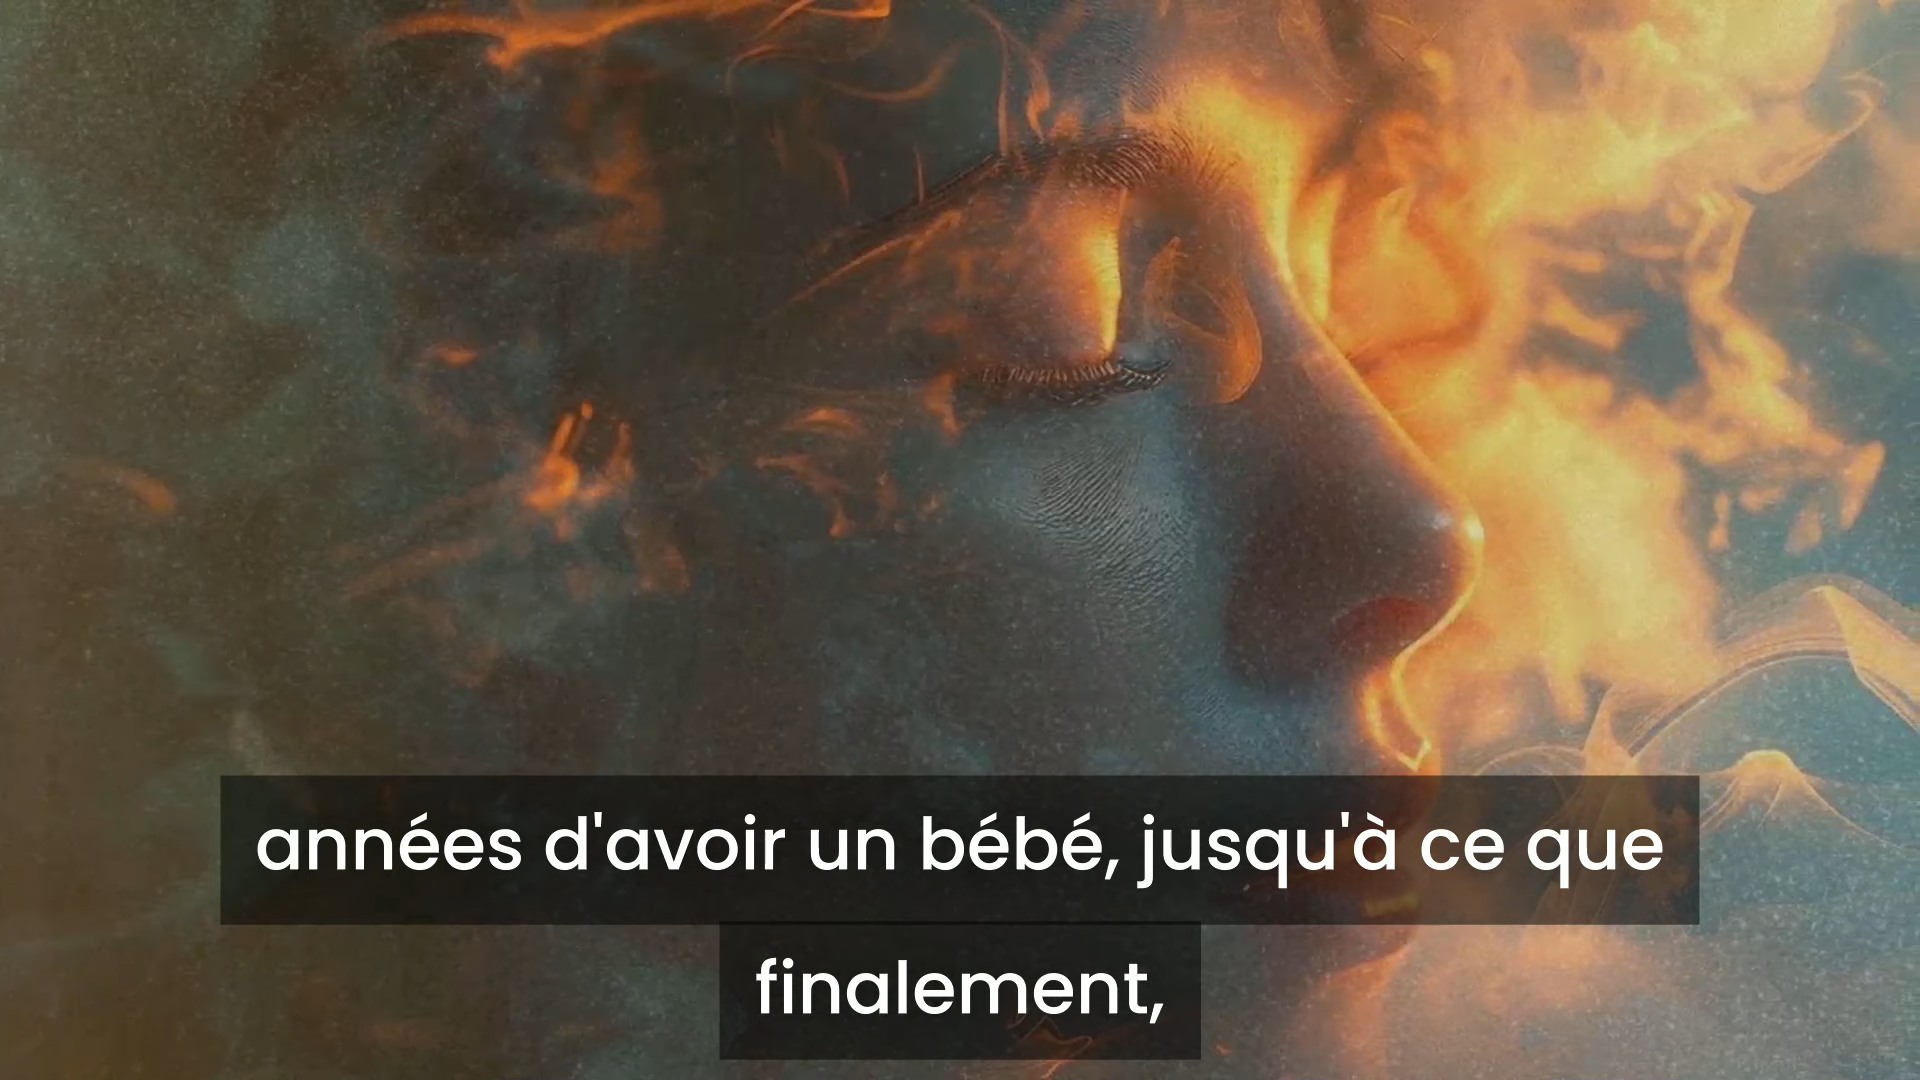 années d'avoir un bébé, jusqu'à ce que
finalement,